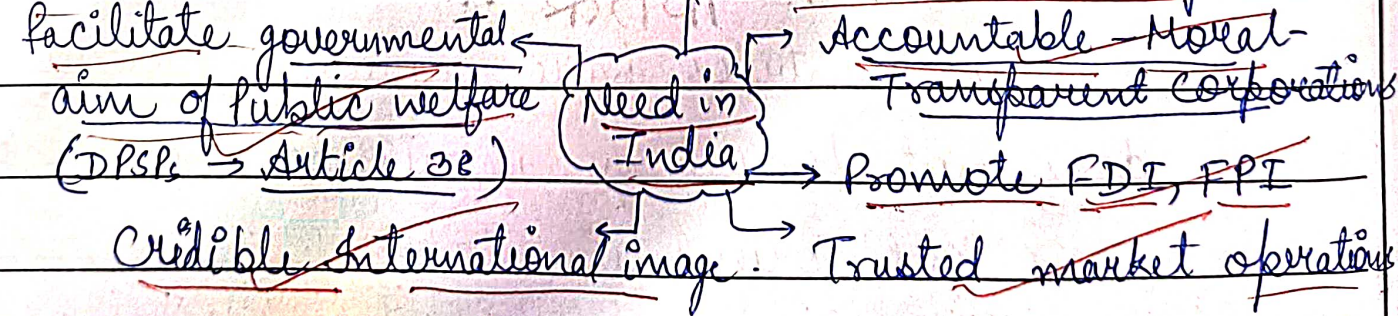 facilitate governmental
aim of Public welfare
(DPSPs → Article 38)
Credible International image.
Need in
India
Accountable - Moral-
Transparent Corporations
Promote FDI, FPI
Trusted market operations